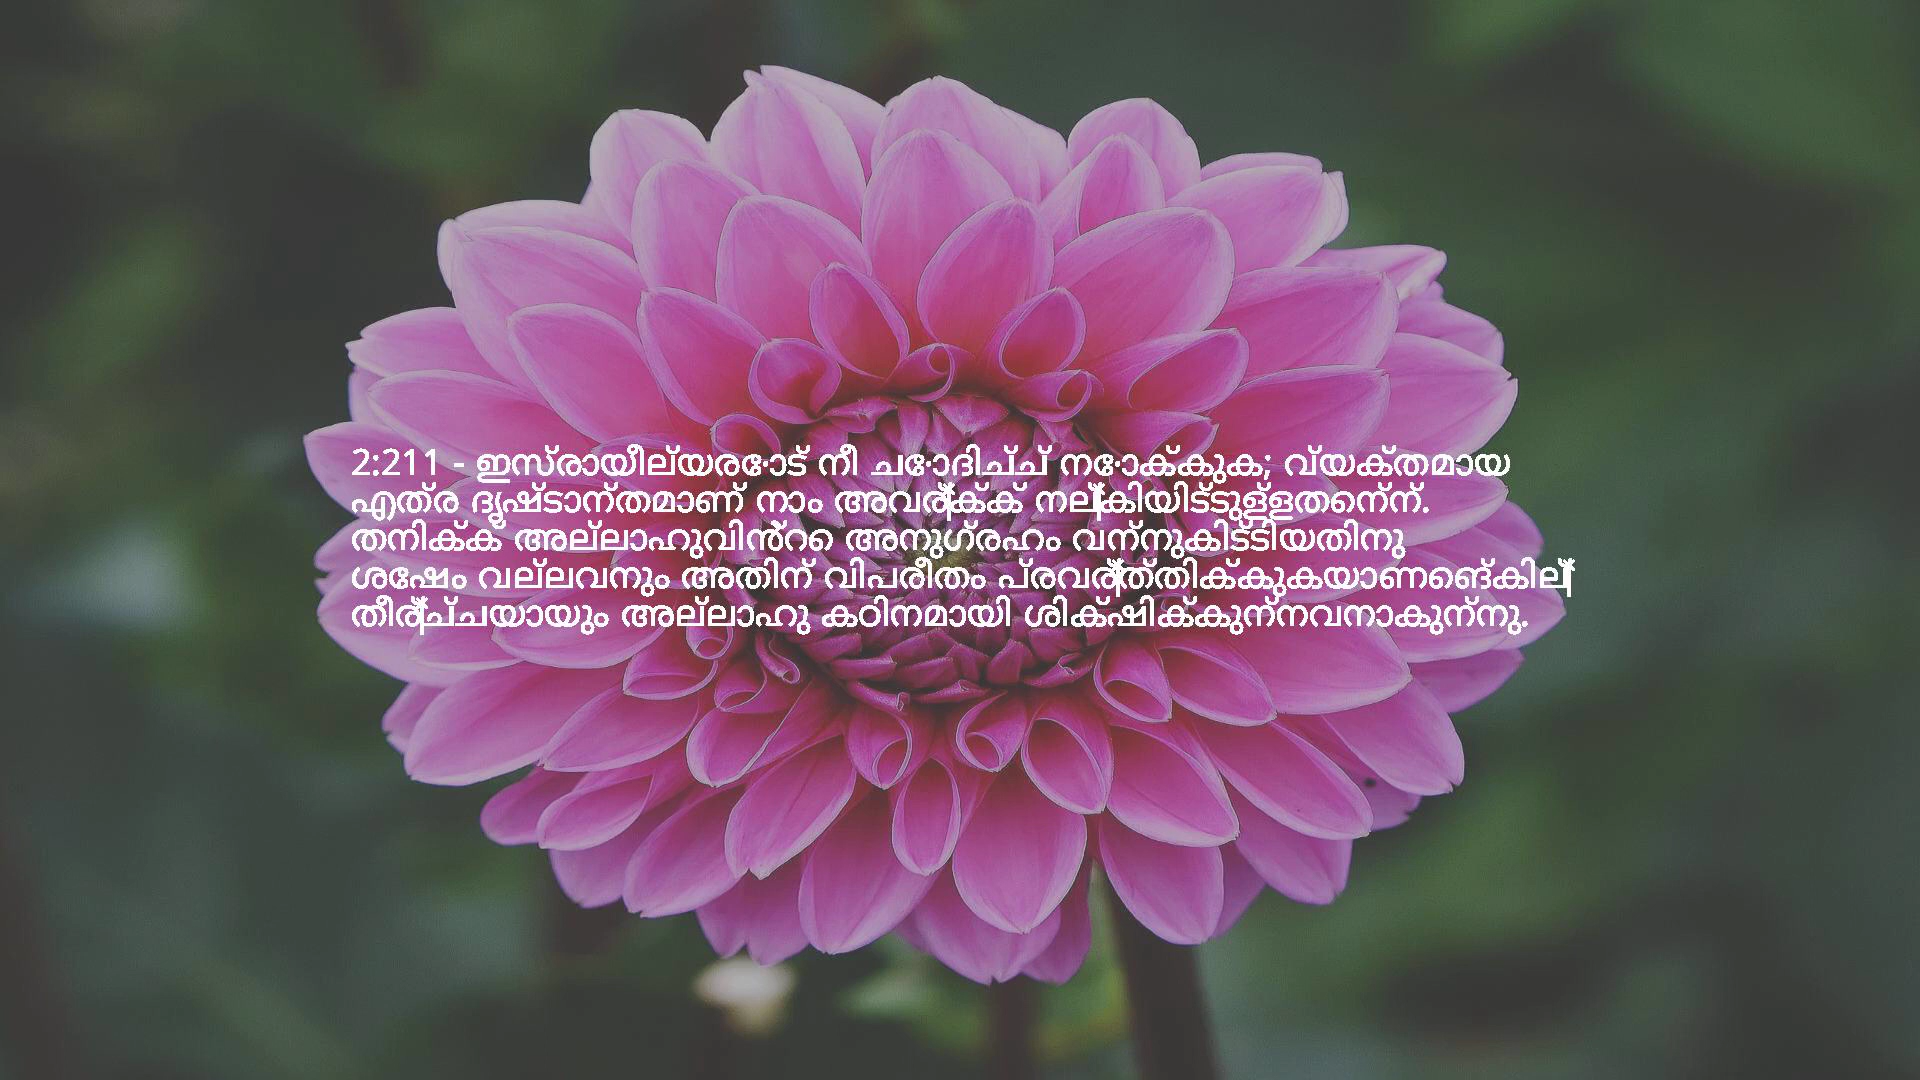 2:211 - ഇസ്രായീല്യരോട് നീ ചോദിച്ച് നോക്കുക; വ്യക്തമായ
എത്ര ദൃഷ്ടാന്തമാണ് നാം അവര്‍ക്ക് നല്‍കിയിട്ടുള്ളതെന്ന്.
തനിക്ക് അല്ലാഹുവിൻറെ അനുഗ്രഹം വന്നുകിട്ടിയതിനു
ശേഷം വല്ലവനും അതിന് വിപരീതം പ്രവര്‍ത്തിക്കുകയാണെങ്കില്‍
തീര്‍ച്ചയായും അല്ലാഹു കഠിനമായി ശിക്ഷിക്കുന്നവനാകുന്നു.